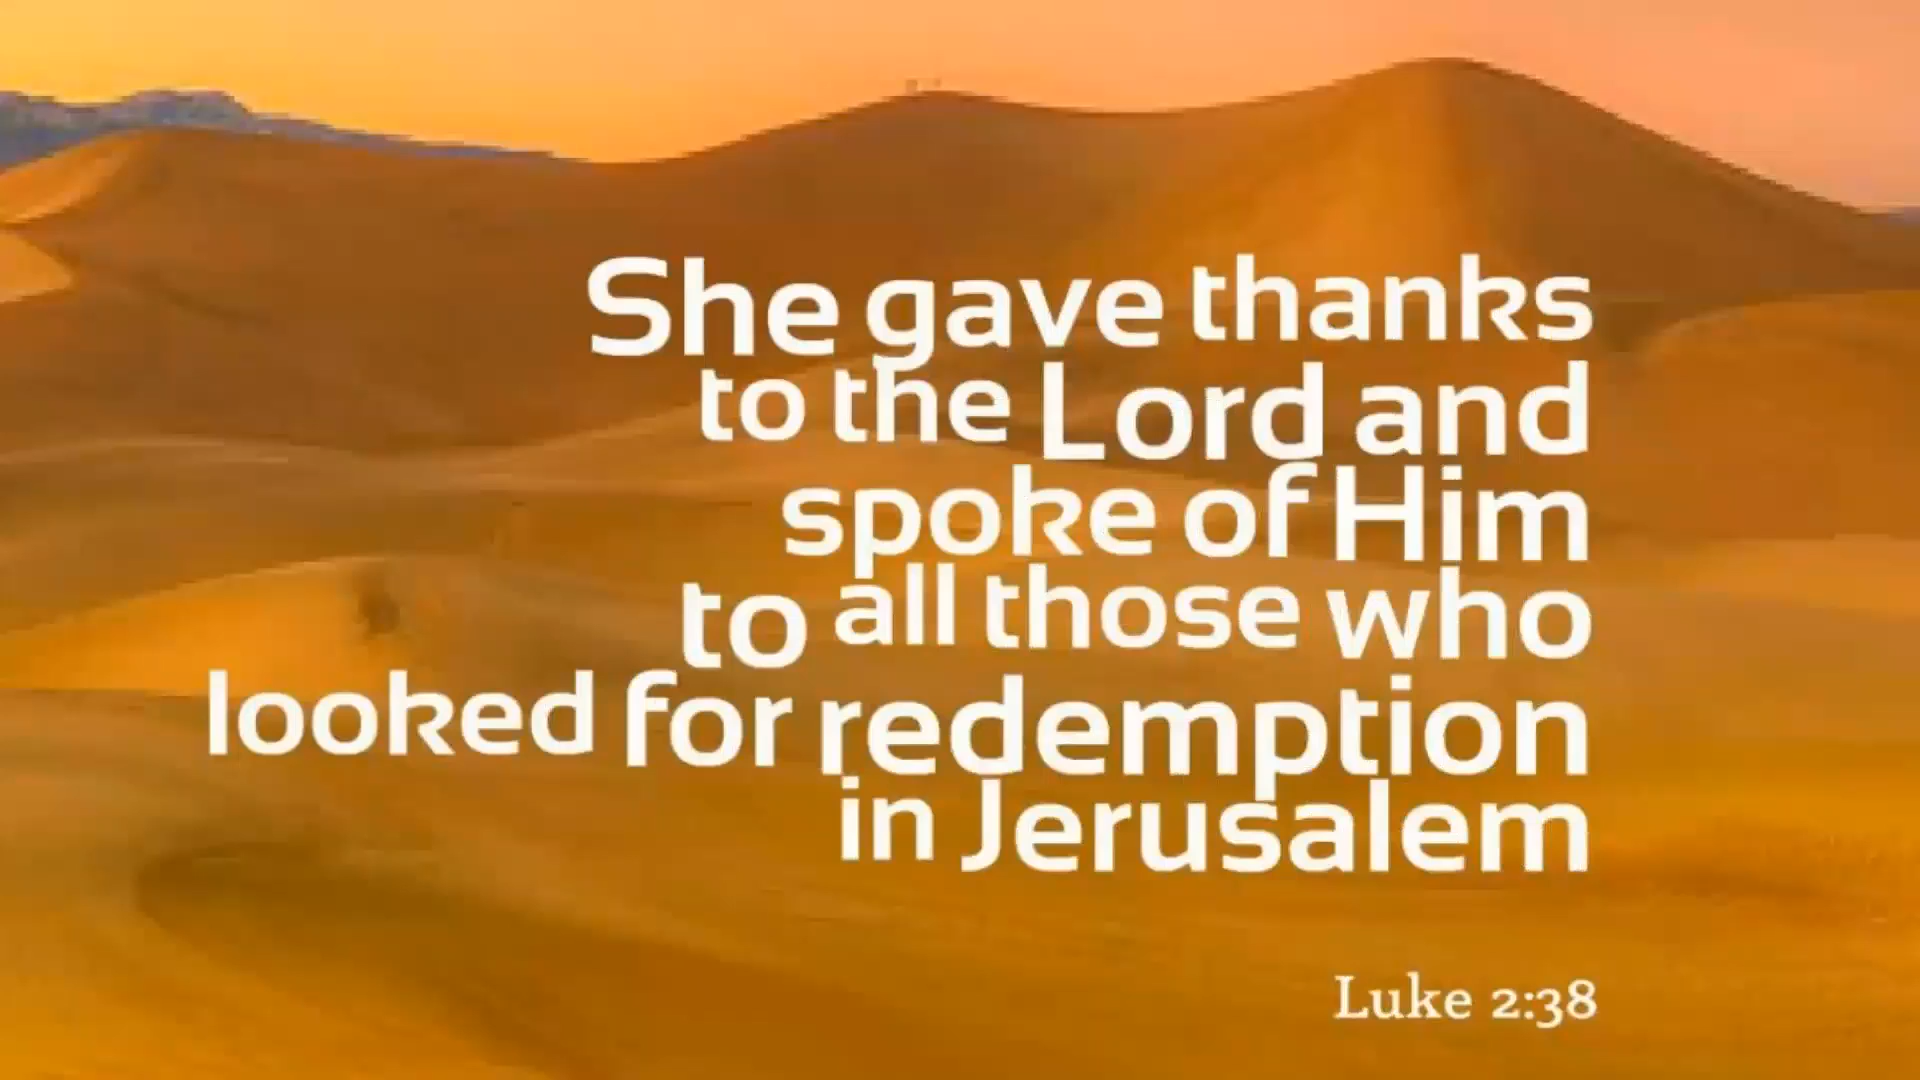 She gave thanks
to the Lord and
spoke of Him
to all those who
looked for redemption
in Jerusalem
Luke 2:38